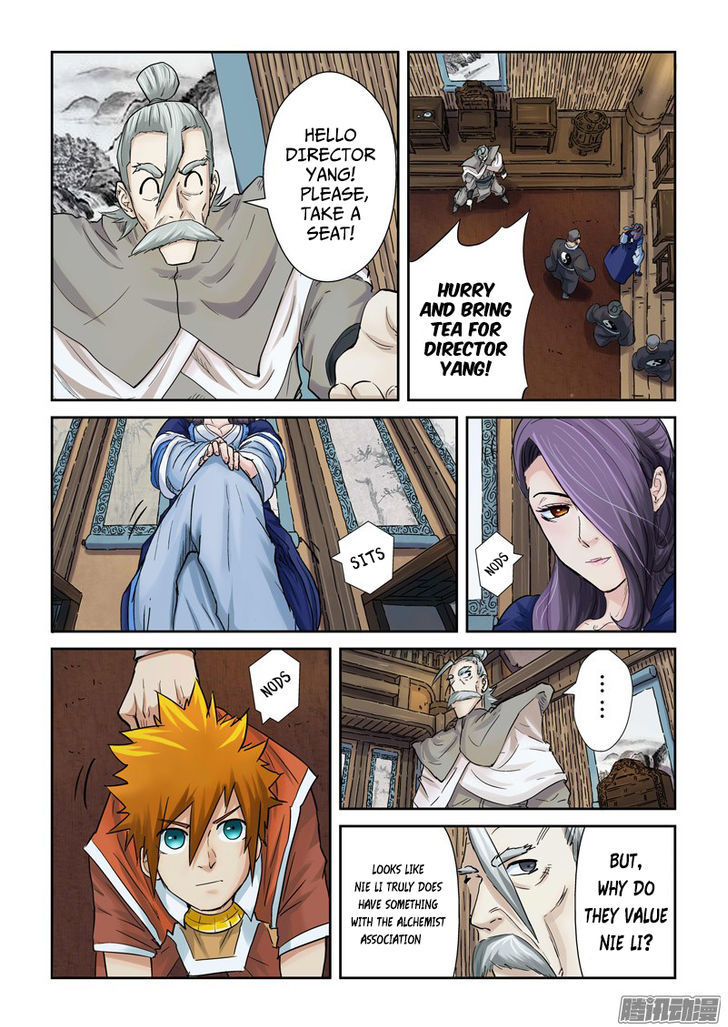 HELLO
DIRECTOR
YANG!
PLEASE,
TAKE A
SEAT!
HURRY
AND BRING
TEA FOR
DIRECTOR
YANG!
SITS
NODS
NODS
......
LOOKS LIKE
NIE LI TRULY DOES
HAVE SOMETHING
WITH THE ALCHEMIST
ASSOCIATION
BUT,
WHY DO
THEY VALUE
NIE LI?
腾讯动漫